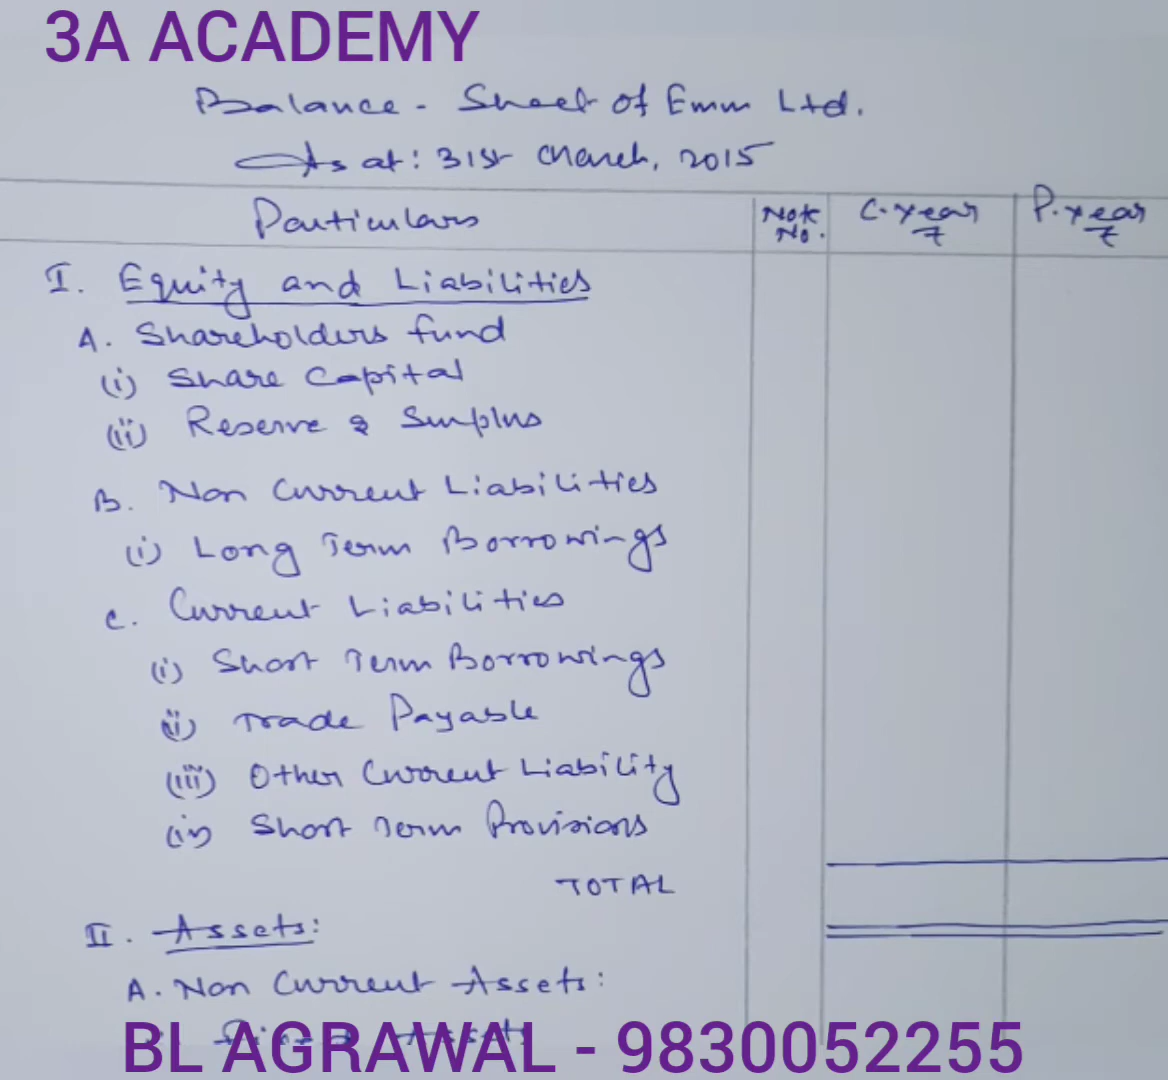 3A ACADEMY
Balance - Sheet of Emm Ltd.
As at: 31st March, 2015
Particulars Note No. C. year ₹ P. year ₹
I. Equity and Liabilities
A. Shareholders fund
(i) Share Capital
(ii) Reserve & Surplus
B. Non Current Liabilities
(i) Long Term Borrowings
C. Current Liabilities
(i) Short Term Borrowings
(ii) Trade Payable
(iii) Other Current Liability
(iv) Short Term Provisions
TOTAL
II. Assets:
A. Non Current Assets:
Assets
BL AGRAWAL - 9830052255